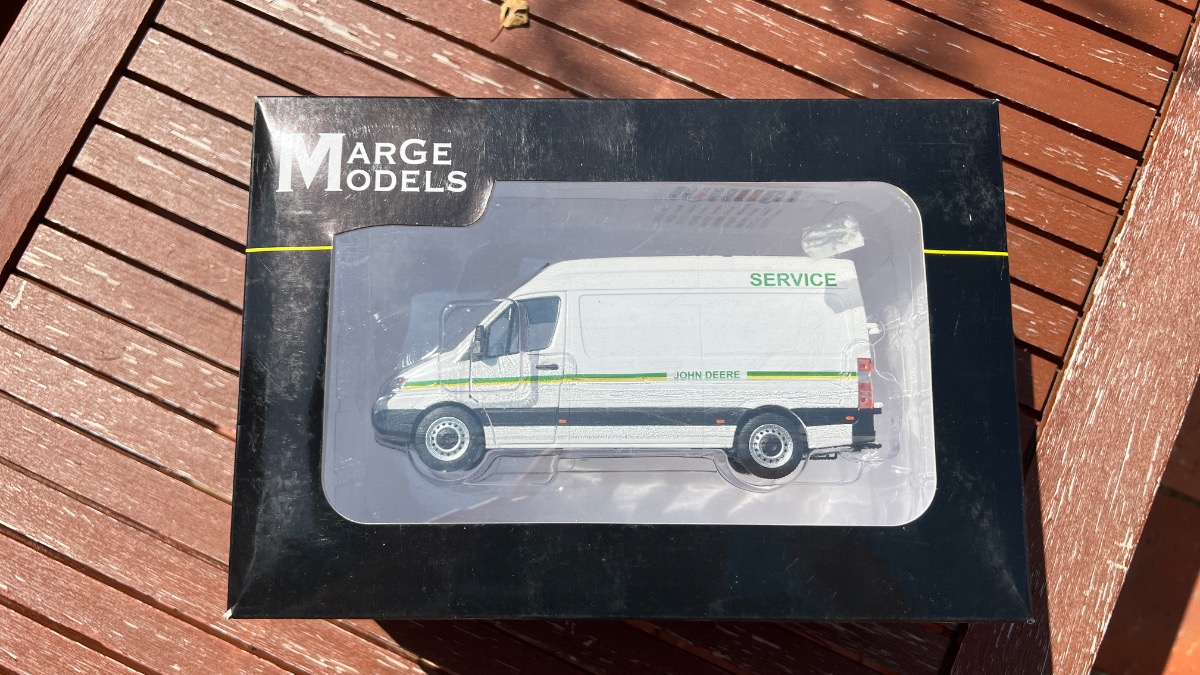 MARGE
MODELS
SERVICE
JOHN DEERE